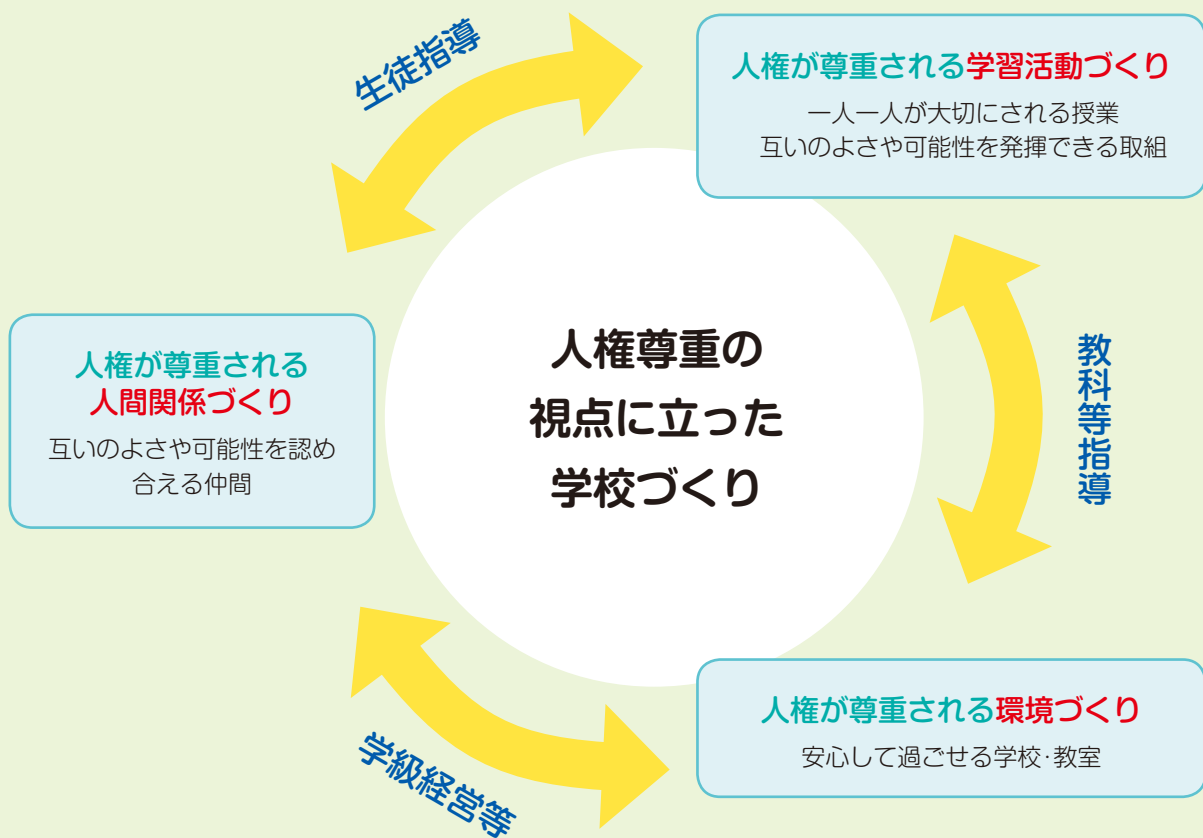 生徒指導
人権が尊重される学習活動づくり
一人一人が大切にされる授業
互いのよさや可能性を発揮できる取組
人権が尊重される
人間関係づくり
互いのよさや可能性を認め
合える仲間
人権尊重の
視点に立った
学校づくり
教科等指導
人権が尊重される環境づくり
安心して過ごせる学校・教室
学級経営等